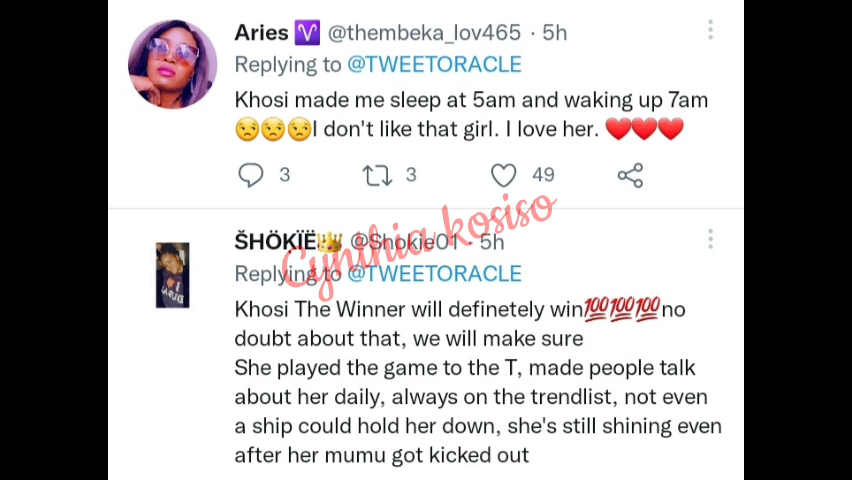 Aries ♈ @thembeka_lov465 · 5h
Replying to @TWEETORACLE
Khosi made me sleep at 5am and waking up 7am
😒😒😒I don't like that girl. I love her. ❤️❤️❤️
3 3 49
ŠHÖĶÏË👑 @Shokie01 · 5h
Replying to @TWEETORACLE
Khosi The Winner will definetely win💯💯💯no
doubt about that, we will make sure
She played the game to the T, made people talk
about her daily, always on the trendlist, not even
a ship could hold her down, she's still shining even
after her mumu got kicked out
Cynthia kosiso